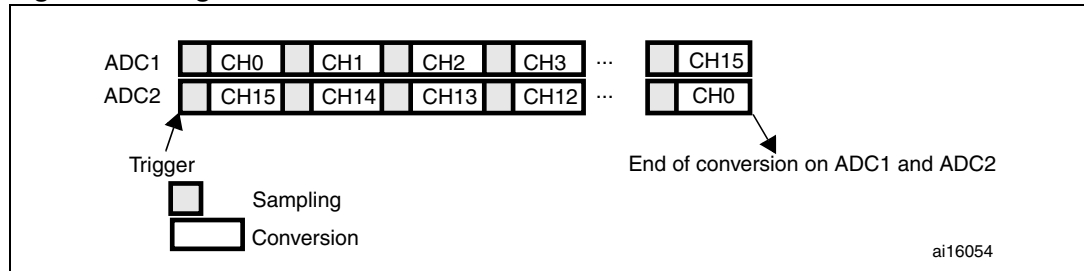 ADC1 CH0 CH1 CH2 CH3 ... CH15
ADC2 CH15 CH14 CH13 CH12 ... CH0
Trigger
End of conversion on ADC1 and ADC2
Sampling
Conversion
ai16054